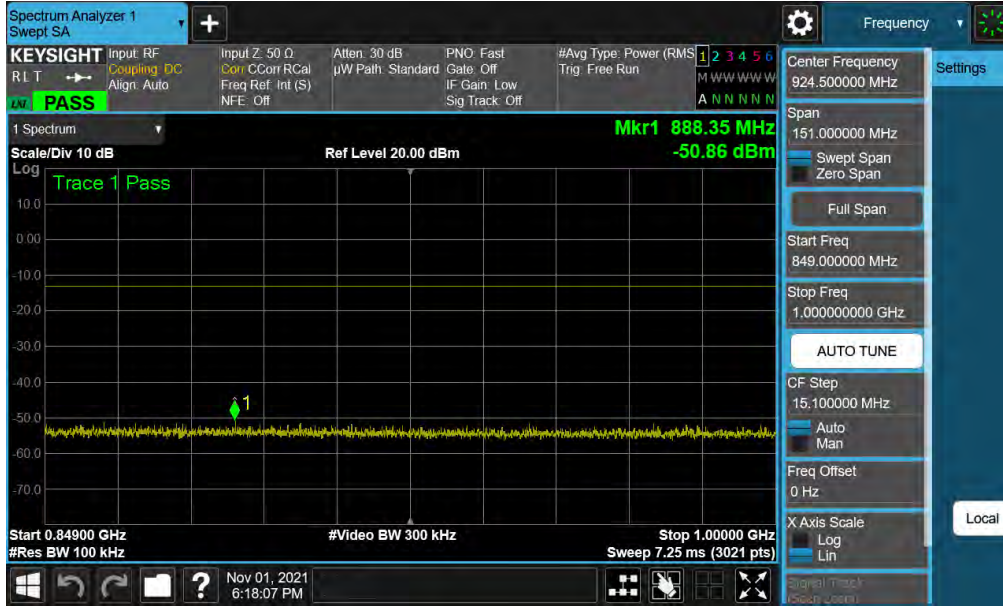 Spectrum Analyzer 1
Swept SA
Frequency
KEYSIGHT
RLT
PASS
Input: RF
Coupling: DC
Align: Auto
Input Z: 50 Ω
Corr CCorr RCal
Freq Ref: Int (S)
NFE: Off
Atten: 30 dB
µW Path: Standard
PNO: Fast
Gate: Off
IF Gain: Low
Sig Track: Off
#Avg Type: Power (RMS
Trig: Free Run
1 2 3 4 5 6
M W W W W W
A N N N N N
1 Spectrum
Scale/Div 10 dB
Ref Level 20.00 dBm
Mkr1 888.35 MHz
-50.86 dBm
Log
Trace 1 Pass
10.0
0.00
-10.0
-20.0
-30.0
-40.0
1
-50.0
-60.0
-70.0
Start 0.84900 GHz
#Res BW 100 kHz
#Video BW 300 kHz
Stop 1.00000 GHz
Sweep 7.25 ms (3021 pts)
Center Frequency
924.500000 MHz
Settings
Span
151.000000 MHz
Swept Span
Zero Span
Full Span
Start Freq
849.000000 MHz
Stop Freq
1.000000000 GHz
AUTO TUNE
CF Step
15.100000 MHz
Auto
Man
Freq Offset
0 Hz
X Axis Scale
Log
Lin
Local
Signal Track
(Span Zoom)
?
Nov 01, 2021
6:18:07 PM